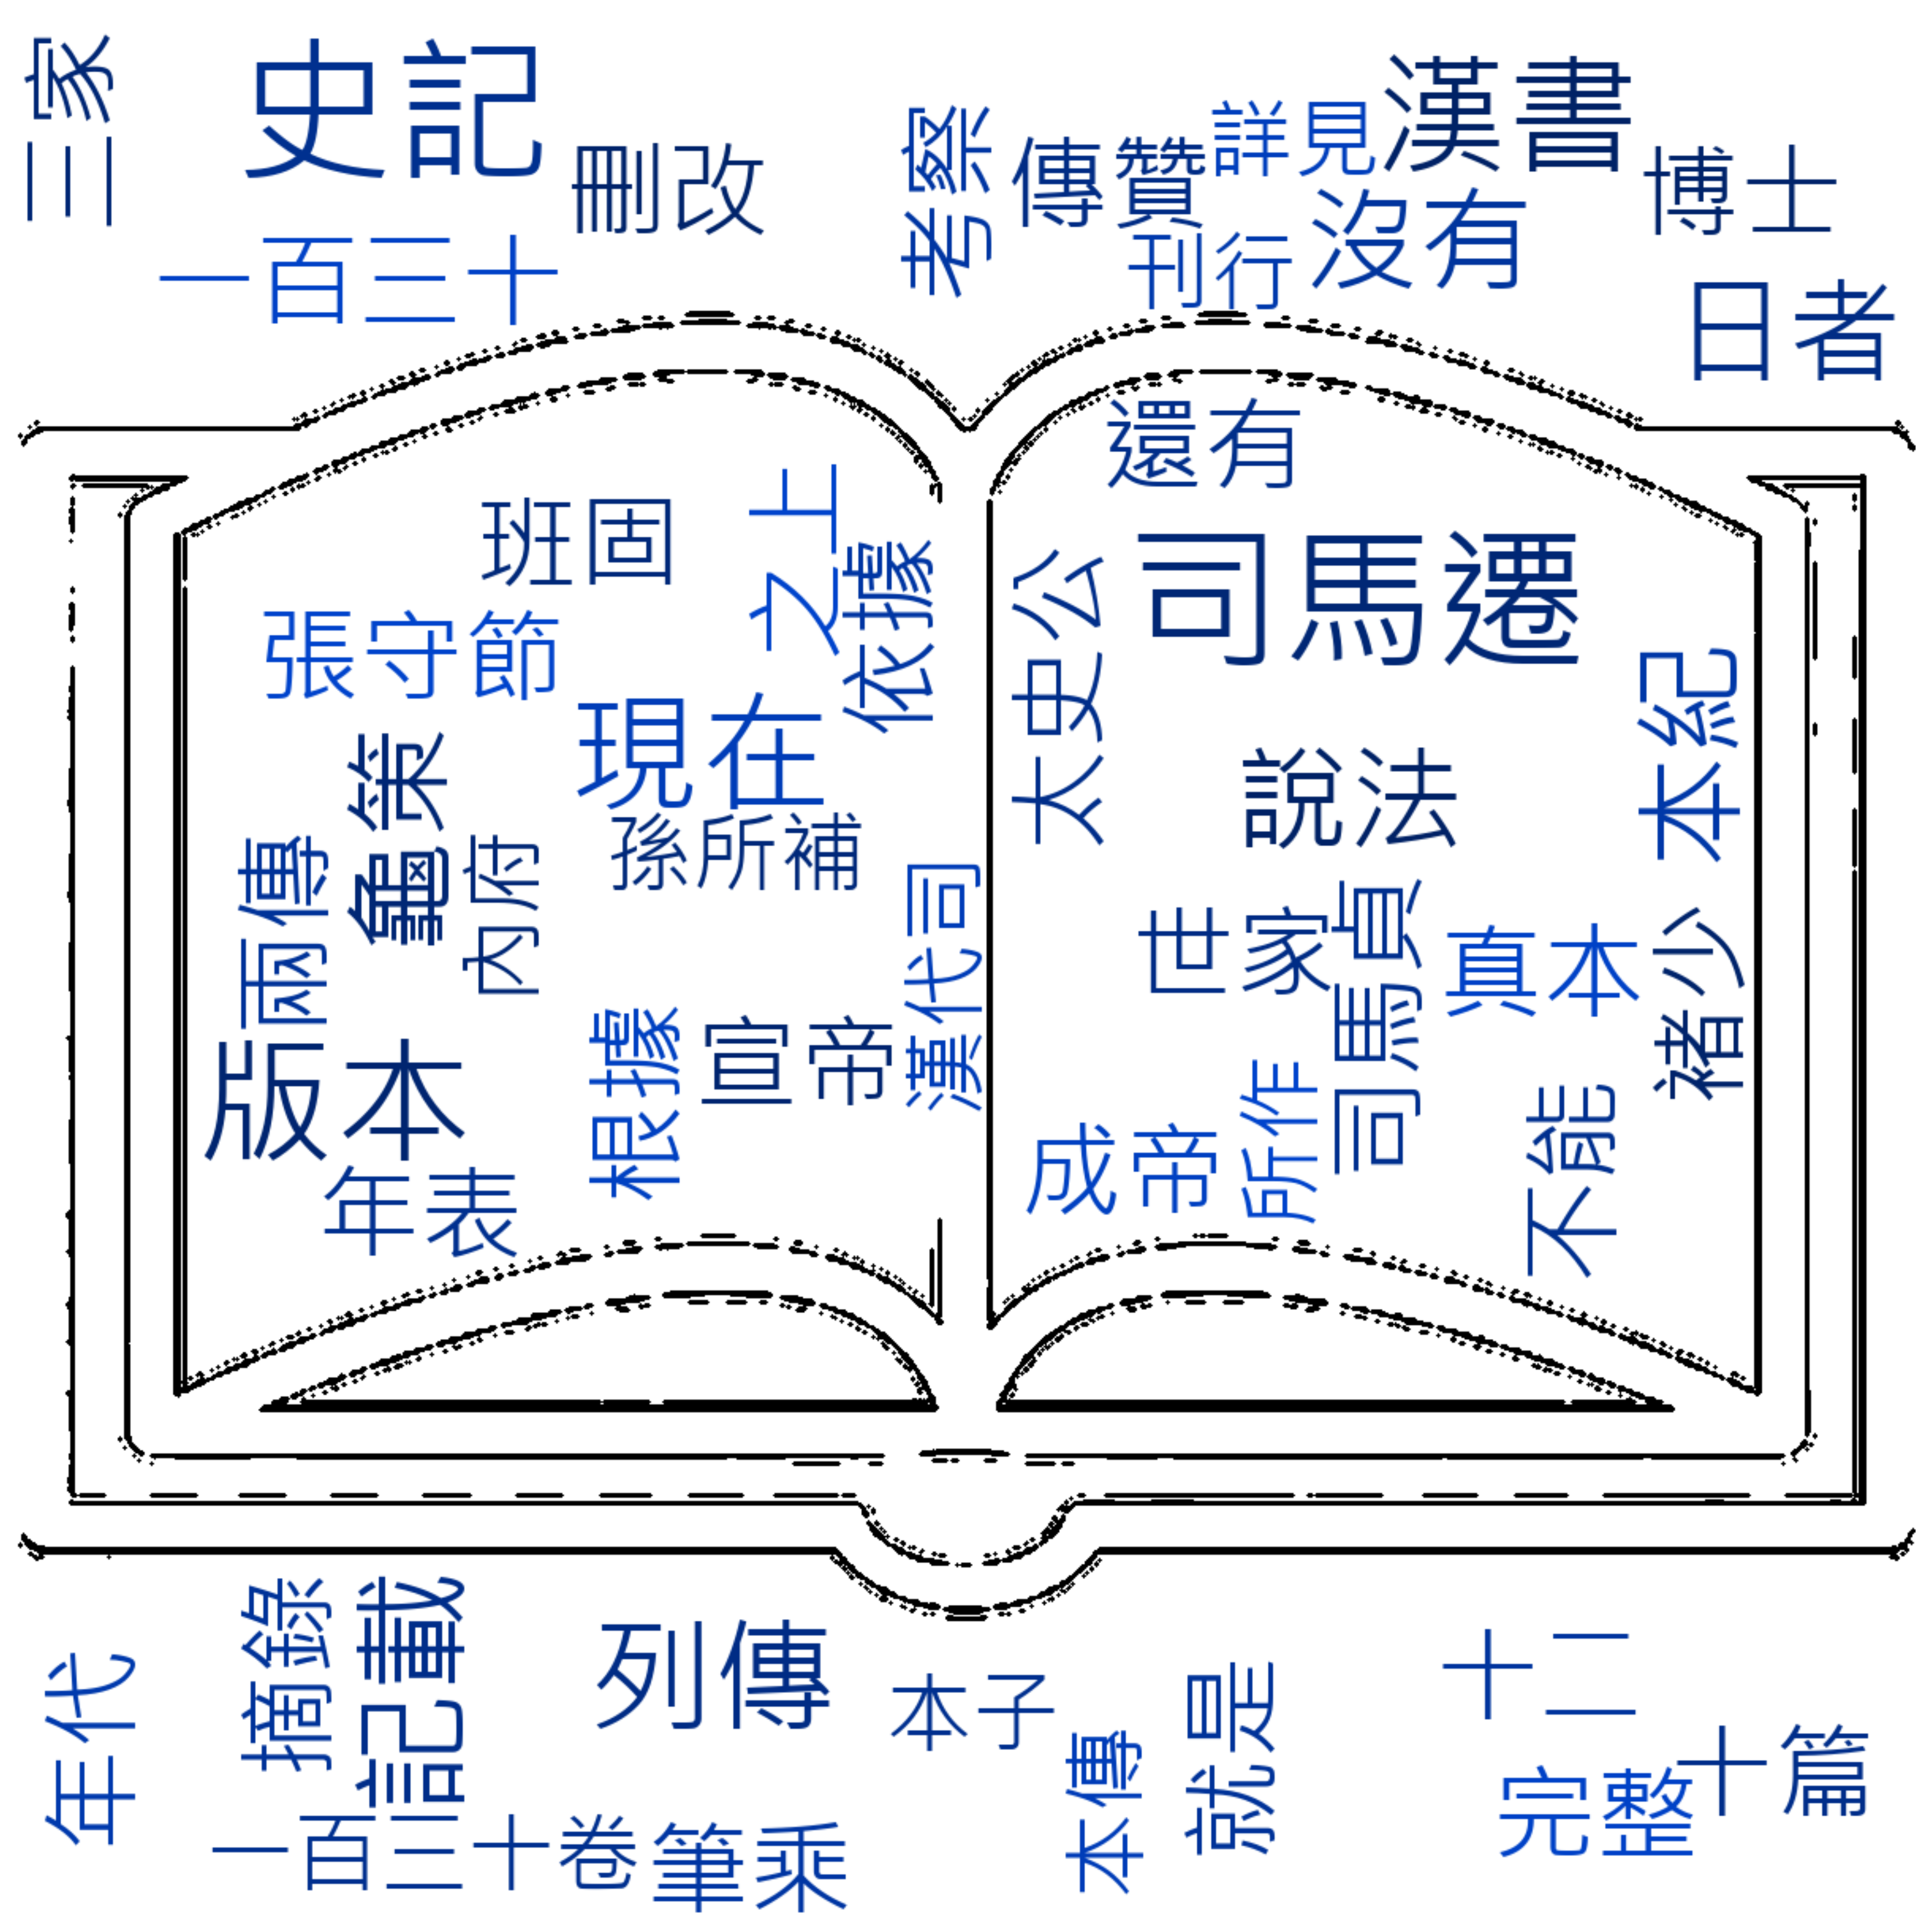 三家
史記
刪改
考察
傳贊
詳見
漢書
博士
一百三十
刊行
沒有
日者
還有
班固
之上
依據
司馬遷
太史公
張守節
現在
本紀
龜策
說法
孫所補
兩傳
內府
漢代司
世家
司馬貞
真本
褚少
版本
根據
宣帝
成帝
所作
不能
年表
摘錄
記載
列傳
年代
本子
就是
十二
本傳
完整
十篇
一百三十卷
筆乘